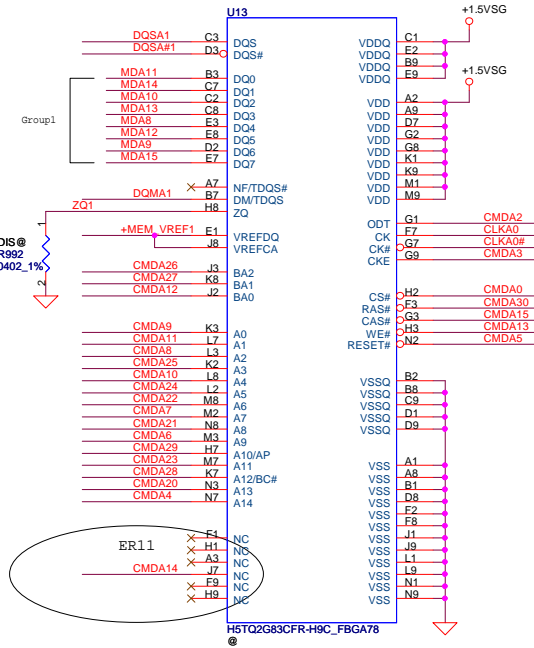 U13
+1.5VSG
DQSA1 C3 DQS VDDQ C1
DQSA#1 D3 DQS# VDDQ E2
VDDQ B9
VDDQ E9
+1.5VSG
Group1
MDA11 B3 DQ0
MDA14 C7 DQ1
MDA10 C2 DQ2
MDA13 C8 DQ3
MDA8 E3 DQ4
MDA12 E8 DQ5
MDA9 D2 DQ6
MDA15 E7 DQ7
VDD A2
VDD A9
VDD D7
VDD G2
VDD G8
VDD K1
VDD K9
VDD M1
VDD M9
A7 NF/TDQS#
DQMA1 B7 DM/TDQS
ZQ1 H8 ZQ
+MEM_VREF1 E1 VREFDQ
J8 VREFCA
1
DIS@
R992
0402_1%
2
ODT G1 CMDA2
CK F7 CLKA0
CK# G7 CLKA0#
CKE G9 CMDA3
CMDA26 J3 BA2
CMDA27 K8 BA1
CMDA12 J2 BA0
CS# H2 CMDA0
RAS# F3 CMDA30
CAS# G3 CMDA15
WE# H3 CMDA13
RESET# N2 CMDA5
CMDA9 K3 A0
CMDA11 L7 A1
CMDA8 L3 A2
CMDA25 K2 A3
CMDA10 L8 A4
CMDA24 L2 A5
CMDA22 M8 A6
CMDA7 M2 A7
CMDA21 N8 A8
CMDA6 M3 A9
CMDA29 H7 A10/AP
CMDA23 M7 A11
CMDA28 K7 A12/BC#
CMDA20 N3 A13
CMDA4 N7 A14
VSSQ B2
VSSQ B8
VSSQ C9
VSSQ D1
VSSQ D9
VSS A1
VSS A8
VSS B1
VSS D8
VSS F2
VSS F8
VSS J1
VSS J9
VSS L1
VSS L9
VSS N1
VSS N9
ER11
F1 NC
H1 NC
A3 NC
CMDA14 J7 NC
F9 NC
H9 NC
H5TQ2G83CFR-H9C_FBGA78
@